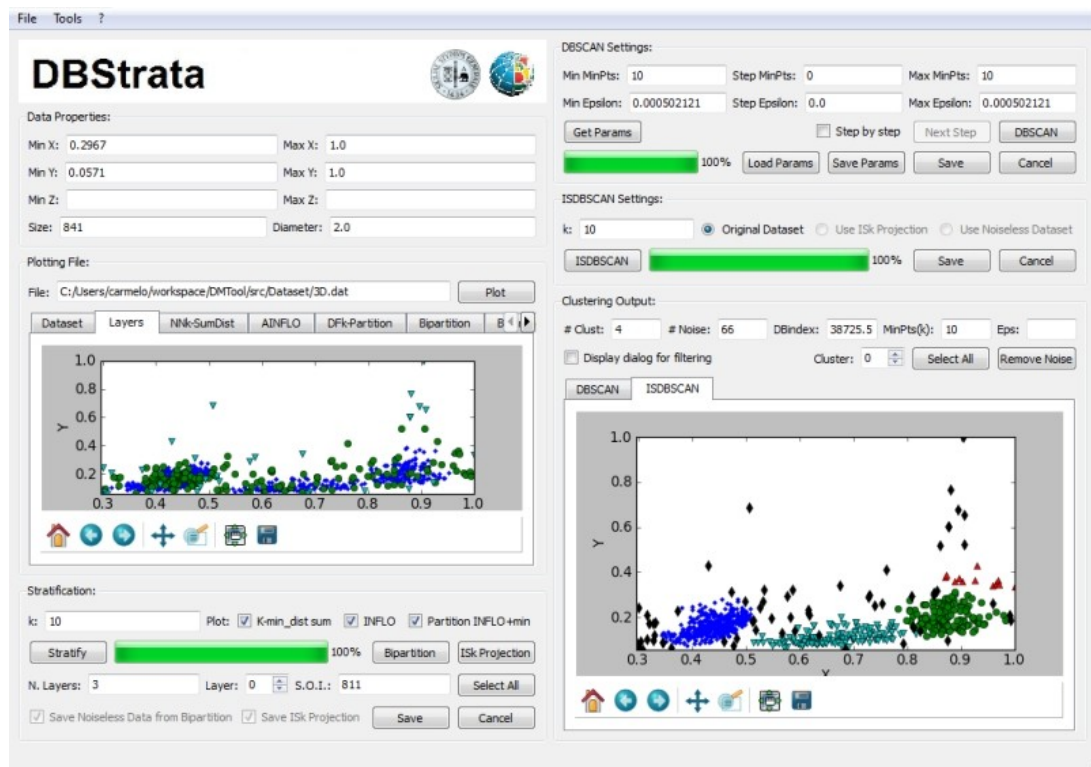 File Tools ?
DBStrata
Data Properties:
Min X: 0.2967 Max X: 1.0
Min Y: 0.0571 Max Y: 1.0
Min Z: Max Z:
Size: 841 Diameter: 2.0
Plotting File:
File: C:/Users/carmelo/workspace/DMTool/src/Dataset/3D.dat Plot
Dataset Layers NNk-SumDist AINFLO DFk-Partition Bipartition
1.0
0.8
0.6
0.4
0.2
Y
0.3 0.4 0.5 0.6 0.7 0.8 0.9 1.0
Stratification:
k: 10 Plot: K-min_dist sum INFLO Partition INFLO+min
Stratify 100% Bipartition ISk Projection
N. Layers: 3 Layer: 0 S.O.I.: 811 Select All
Save Noiseless Data from Bipartition Save ISk Projection Save Cancel
DBSCAN Settings:
Min MinPts: 10 Step MinPts: 0 Max MinPts: 10
Min Epsilon: 0.000502121 Step Epsilon: 0.0 Max Epsilon: 0.000502121
Get Params Step by step Next Step DBSCAN
100% Load Params Save Params Save Cancel
ISDBSCAN Settings:
k: 10 Original Dataset Use ISk Projection Use Noiseless Dataset
ISDBSCAN 100% Save Cancel
Clustering Output:
# Clust: 4 # Noise: 66 DBindex: 38725.5 MinPts(k): 10 Eps:
Display dialog for filtering Cluster: 0 Select All Remove Noise
DBSCAN ISDBSCAN
1.0
0.8
0.6
0.4
0.2
Y
0.3 0.4 0.5 0.6 0.7 0.8 0.9 1.0